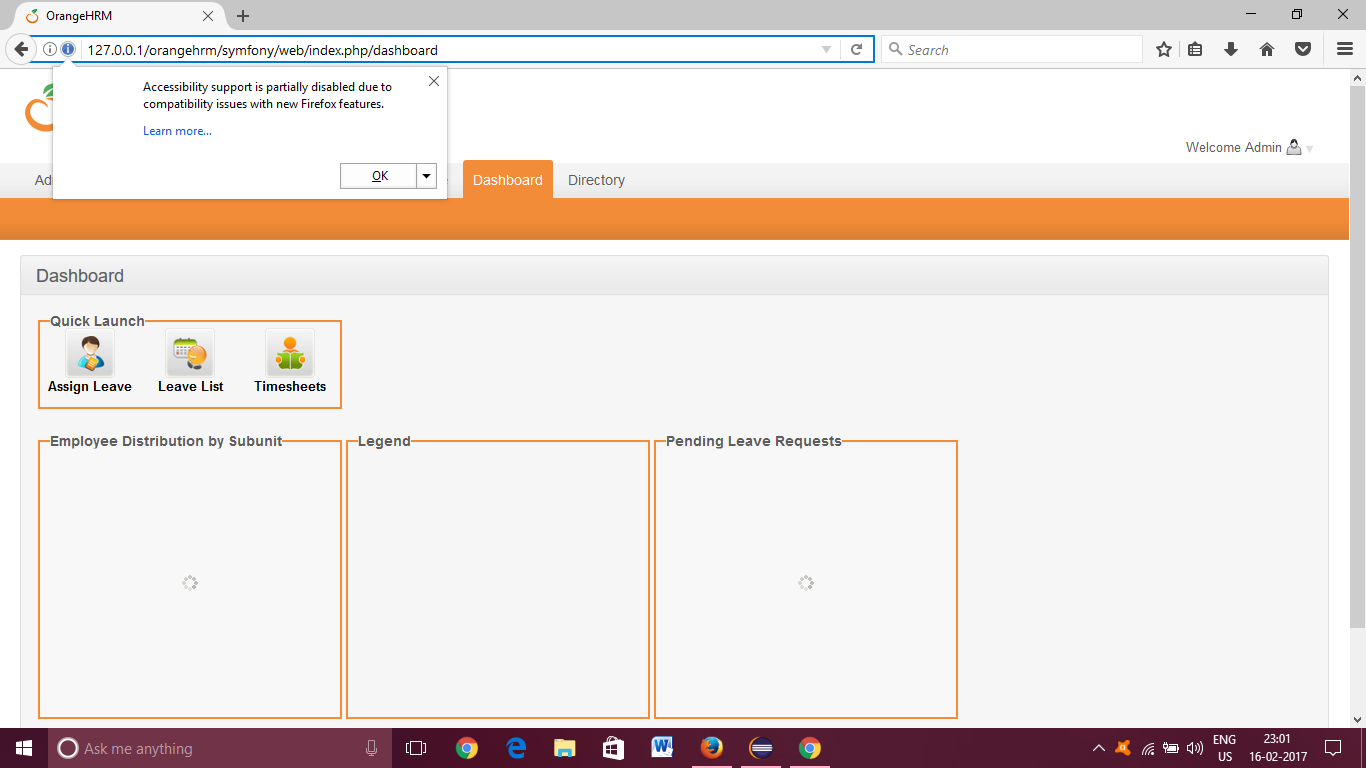 OrangeHRM
127.0.0.1/orangehrm/symfony/web/index.php/dashboard
Search
Accessibility support is partially disabled due to
compatibility issues with new Firefox features.
Learn more...
OK
Welcome Admin
Ad
Dashboard
Directory
Dashboard
Quick Launch
Assign Leave
Leave List
Timesheets
Employee Distribution by Subunit
Legend
Pending Leave Requests
Ask me anything
ENG
US
23:01
16-02-2017